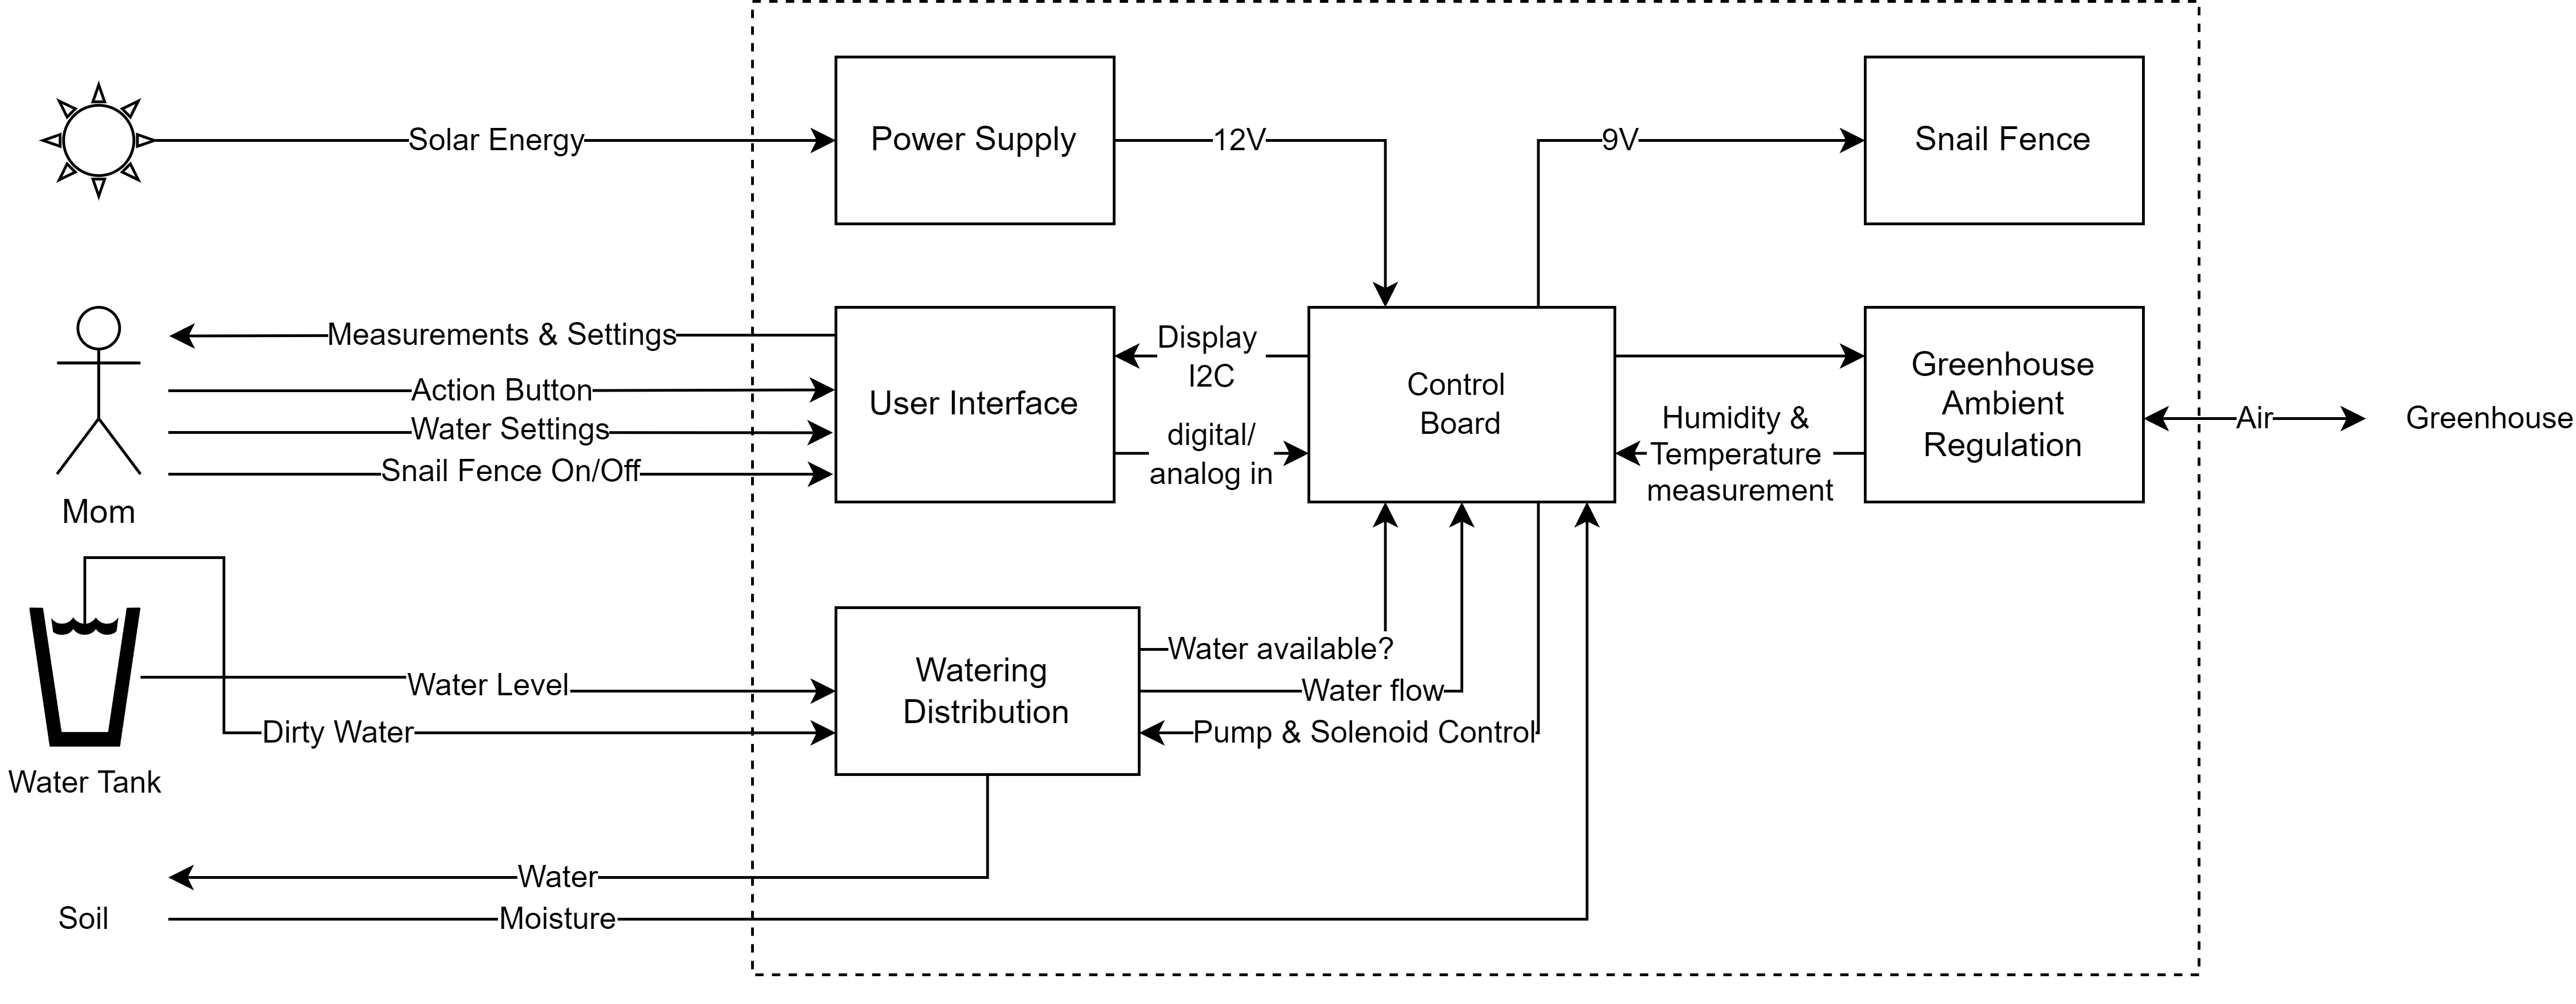 Solar Energy
Power Supply
12V
9V
Snail Fence
Measurements & Settings
Action Button
Water Settings
Snail Fence On/Off
Mom
User Interface
Display
I2C
digital/
analog in
Control
Board
Humidity &
Temperature
measurement
Greenhouse
Ambient
Regulation
Air
Greenhouse
Water Level
Dirty Water
Water Tank
Watering
Distribution
Water available?
Water flow
Pump & Solenoid Control
Water
Soil
Moisture